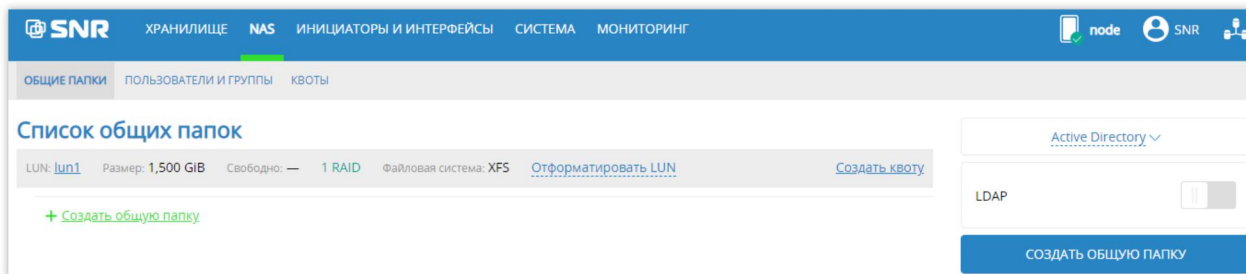 SNR ХРАНИЛИЩЕ NAS ИНИЦИАТОРЫ И ИНТЕРФЕЙСЫ СИСТЕМА МОНИТОРИНГ node SNR
ОБЩИЕ ПАПКИ ПОЛЬЗОВАТЕЛИ И ГРУППЫ КВОТЫ
Список общих папок
Active Directory
LUN: lun1 Размер: 1,500 GiB Свободно: — 1 RAID Файловая система: XFS Отформатировать LUN Создать квоту
LDAP
+ Создать общую папку
СОЗДАТЬ ОБЩУЮ ПАПКУ